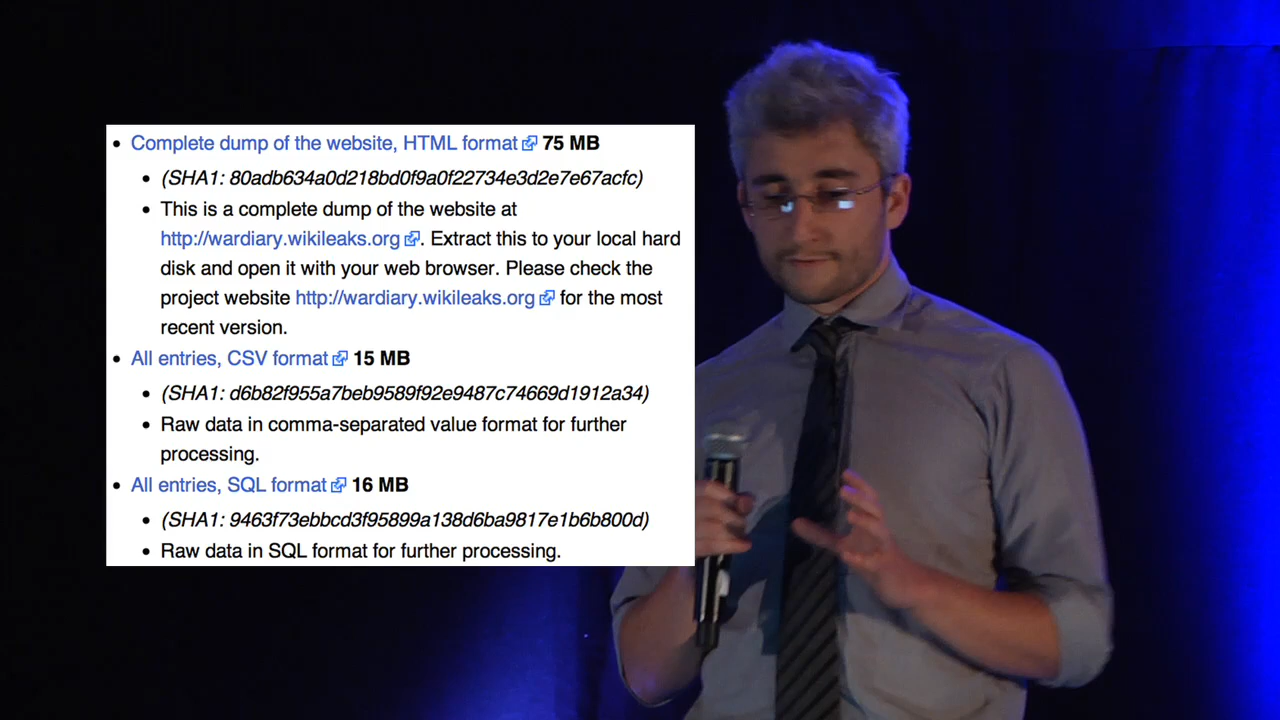 Complete dump of the website, HTML format 75 MB
(SHA1: 80adb634a0d218bd0f9a0f22734e3d2e7e67acfc)
This is a complete dump of the website at
http://wardiary.wikileaks.org. Extract this to your local hard
disk and open it with your web browser. Please check the
project website http://wardiary.wikileaks.org for the most
recent version.
All entries, CSV format 15 MB
(SHA1: d6b82f955a7beb9589f92e9487c74669d1912a34)
Raw data in comma-separated value format for further
processing.
All entries, SQL format 16 MB
(SHA1: 9463f73ebbcd3f95899a138d6ba9817e1b6b800d)
Raw data in SQL format for further processing.